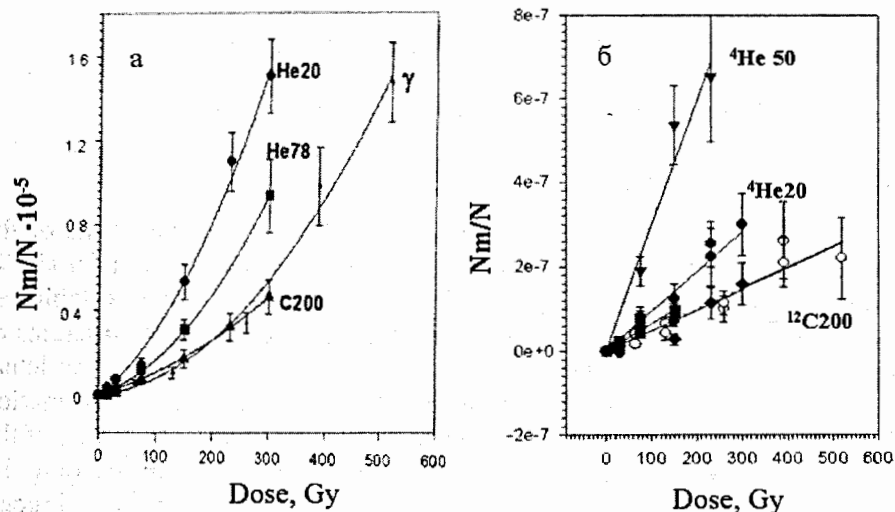 a
He20
γ
He78
C200
Nm/N ·10⁻⁵
1.6
1.2
0.8
0.4
0
0 100 200 300 400 500 600
Dose, Gy
б
⁴He 50
⁴He20
¹²C200
Nm/N
8e-7
6e-7
4e-7
2e-7
0e+0
-2e-7
0 100 200 300 400 500 600
Dose, Gy